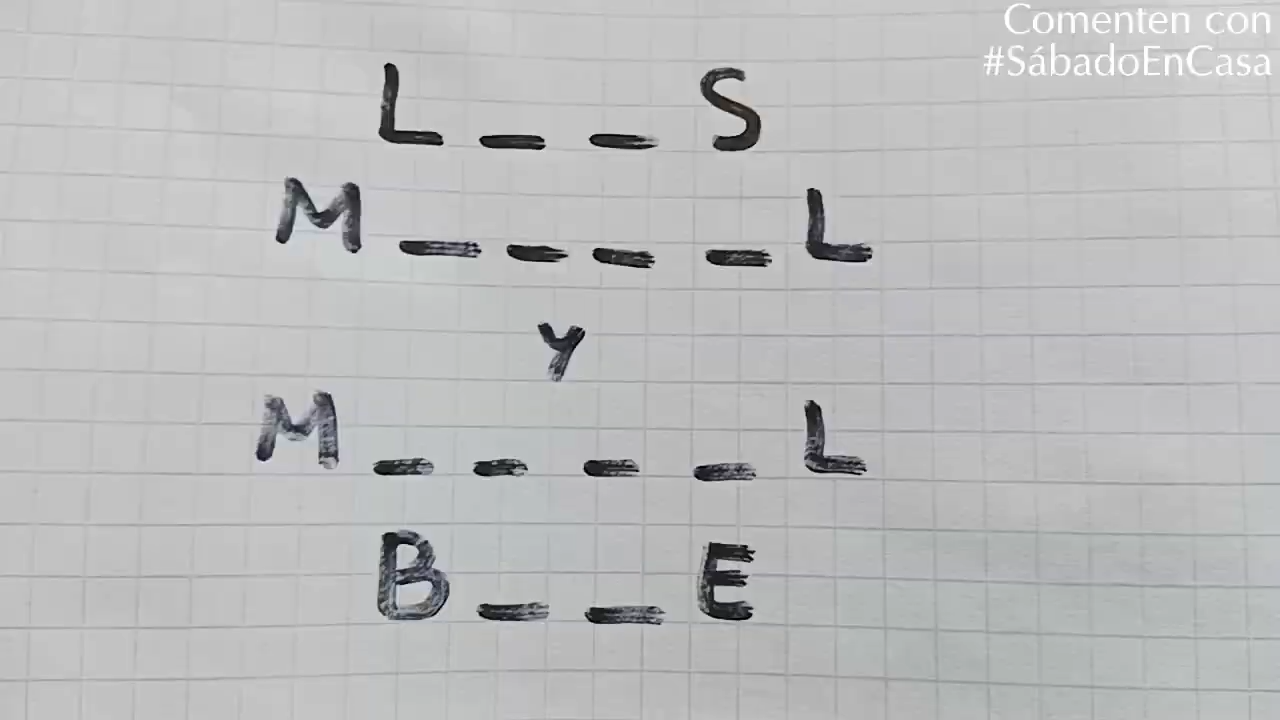 Comenten con
#SábadoEnCasa
L _ _ S
M _ _ _ _ L
Y
M _ _ _ _ L
B _ _ E